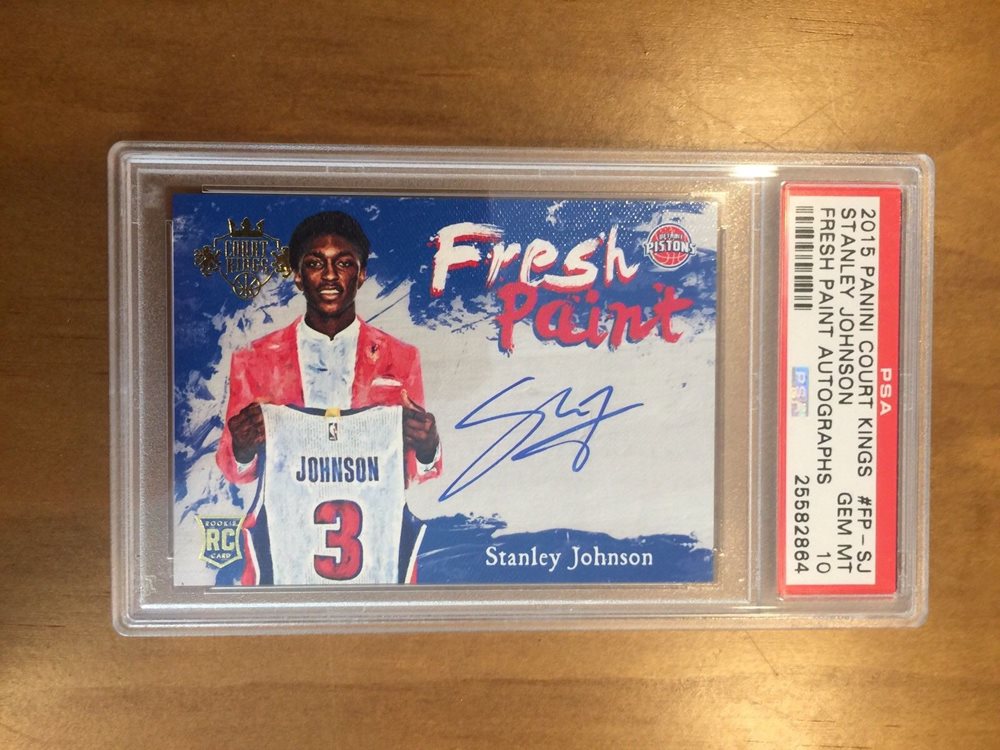 COURT
KINGS
Fresh
Paint
DETROIT
PISTONS
JOHNSON
3
ROOKIE
RC
CARD
Stanley Johnson
PSA
2015 PANINI COURT KINGS #FP-SJ
STANLEY JOHNSON GEM MT
FRESH PAINT AUTOGRAPHS 10
25582864
PSA